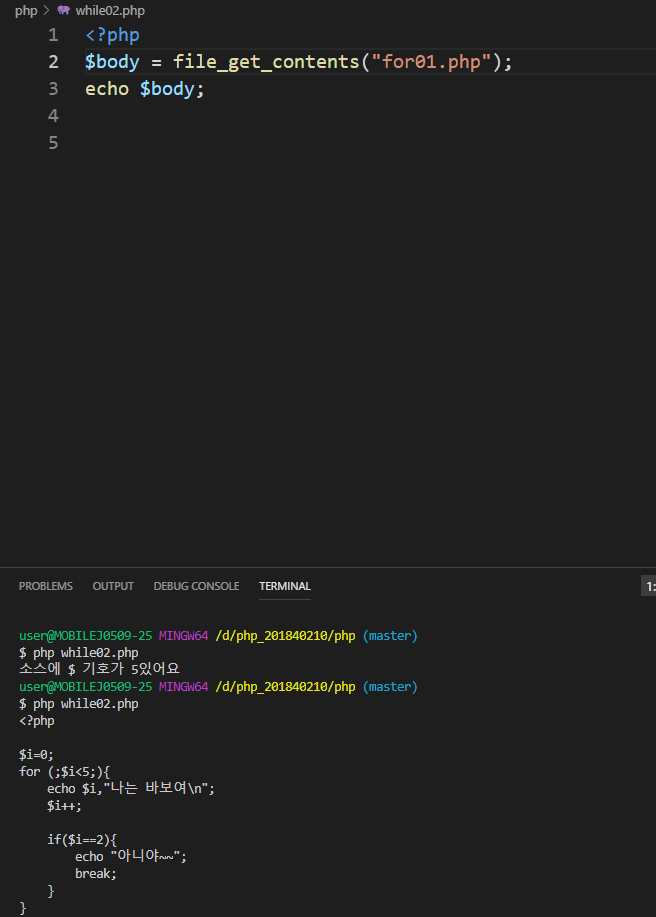 php > while02.php
1 <?php
2 $body = file_get_contents("for01.php");
3 echo $body;
4
5
PROBLEMS OUTPUT DEBUG CONSOLE TERMINAL 1:
user@MOBILEJ0509-25 MINGW64 /d/php_201840210/php (master)
$ php while02.php
소스에 $ 기호가 5있어요
user@MOBILEJ0509-25 MINGW64 /d/php_201840210/php (master)
$ php while02.php
<?php
$i=0;
for (;$i<5;){
    echo $i,"나는 바보여\n";
    $i++;
    if($i==2){
        echo "아니야~~";
        break;
    }
}